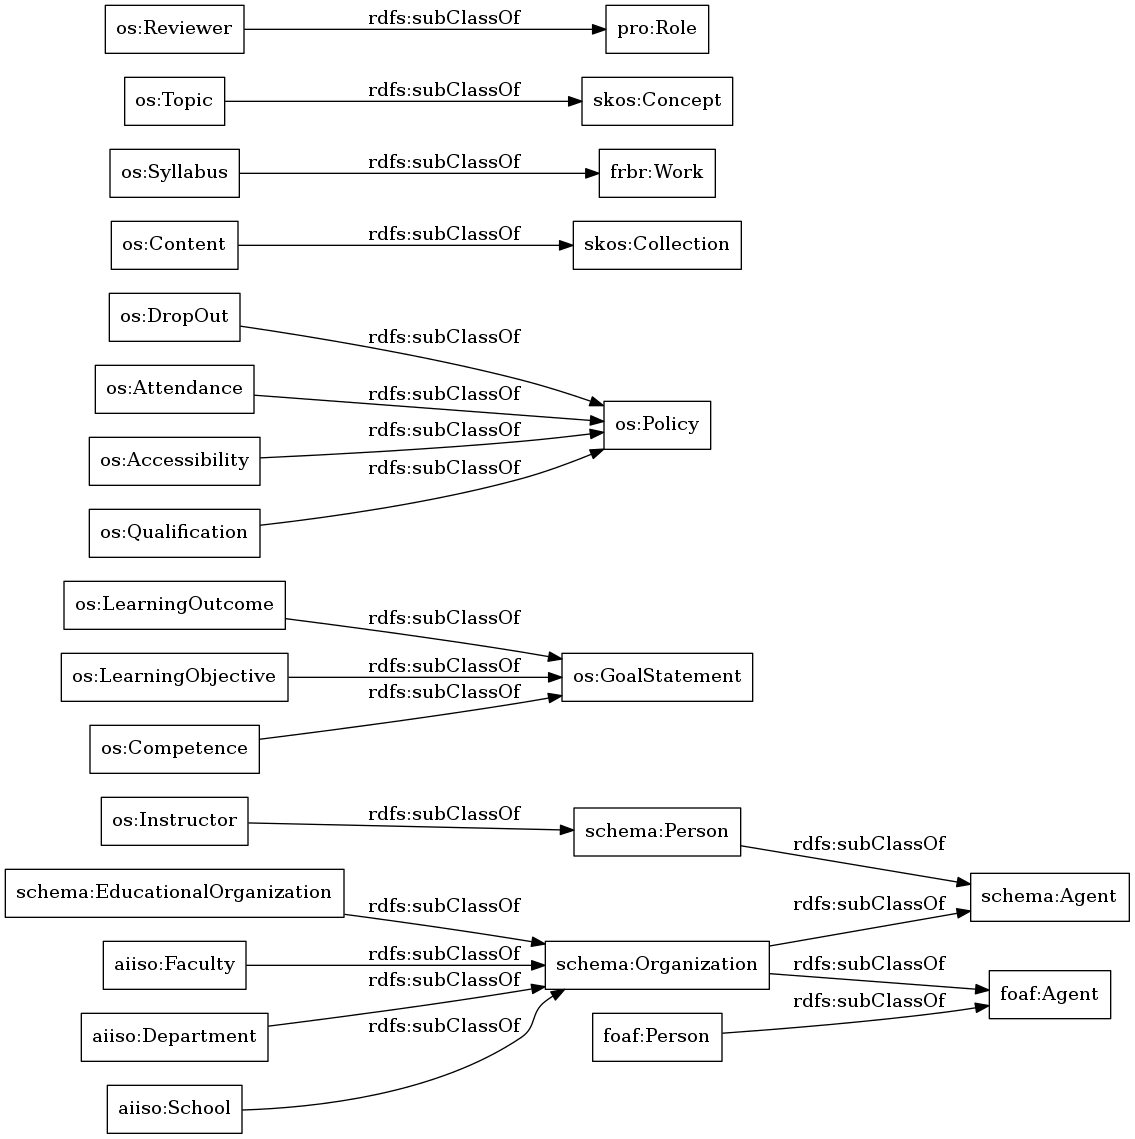 os:Reviewer rdfs:subClassOf pro:Role
os:Topic rdfs:subClassOf skos:Concept
os:Syllabus rdfs:subClassOf frbr:Work
os:Content rdfs:subClassOf skos:Collection
os:DropOut rdfs:subClassOf
os:Attendance rdfs:subClassOf
os:Policy
os:Accessibility rdfs:subClassOf
os:Qualification rdfs:subClassOf
os:LearningOutcome rdfs:subClassOf
os:LearningObjective rdfs:subClassOf os:GoalStatement
os:Competence rdfs:subClassOf
os:Instructor rdfs:subClassOf schema:Person rdfs:subClassOf
schema:EducationalOrganization rdfs:subClassOf rdfs:subClassOf schema:Agent
aiiso:Faculty rdfs:subClassOf schema:Organization rdfs:subClassOf
aiiso:Department rdfs:subClassOf foaf:Person rdfs:subClassOf foaf:Agent
aiiso:School rdfs:subClassOf